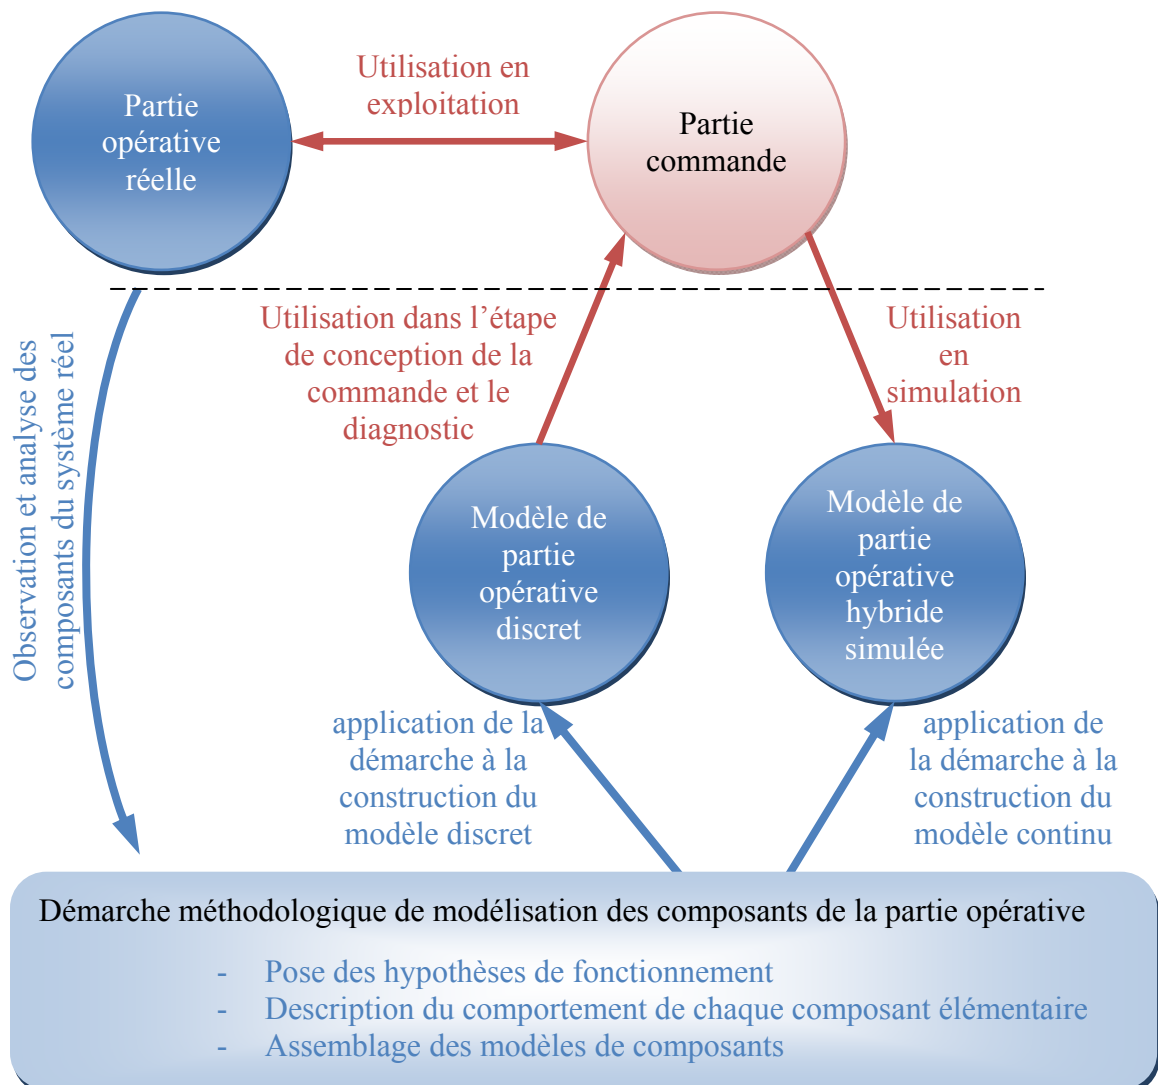 Partie
opérative
réelle
Utilisation en
exploitation
Partie
commande
Observation et analyse des
composants du système réel
Utilisation dans l’étape
de conception de la
commande et le
diagnostic
Utilisation
en
simulation
Modèle de
partie
opérative
discret
Modèle de
partie
opérative
hybride
simulée
application de la
démarche à la
construction du
modèle discret
application de
la démarche à la
construction du
modèle continu
Démarche méthodologique de modélisation des composants de la partie opérative
- Pose des hypothèses de fonctionnement
- Description du comportement de chaque composant élémentaire
- Assemblage des modèles de composants